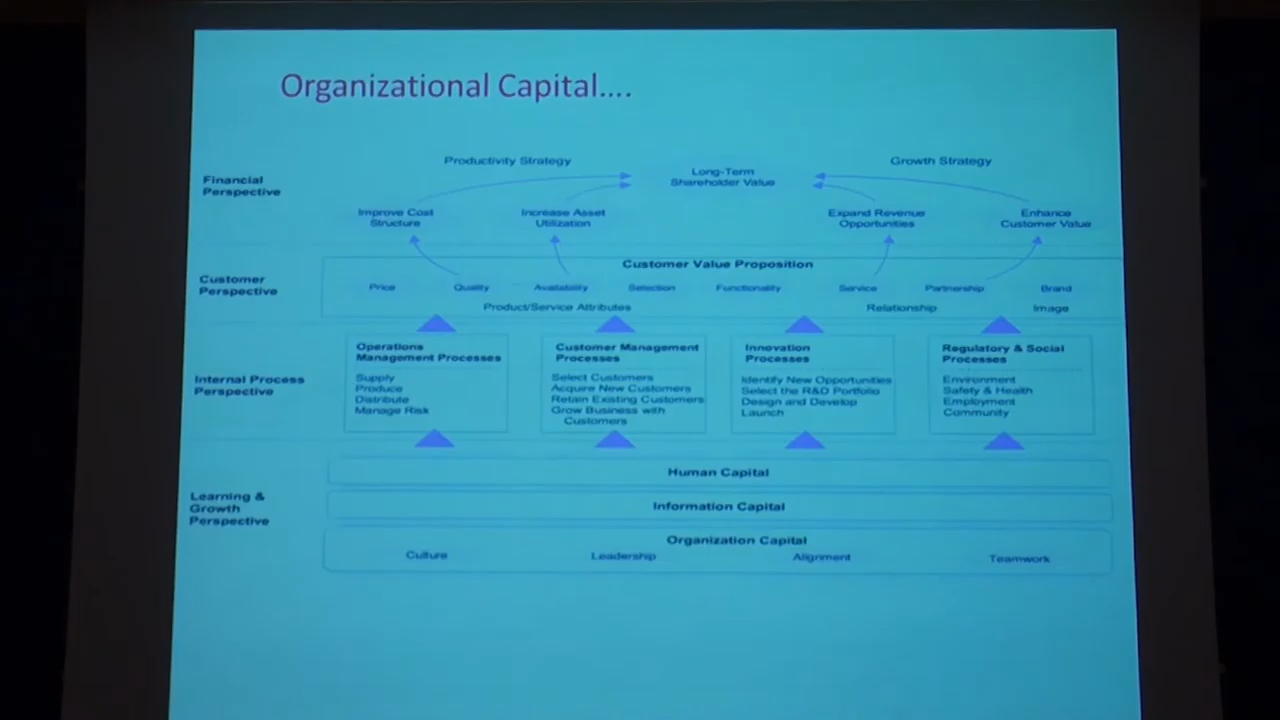 Organizational Capital....
Productivity Strategy
Growth Strategy
Financial
Perspective
Long-Term
Shareholder Value
Improve Cost
Structure
Increase Asset
Utilization
Expand Revenue
Opportunities
Enhance
Customer Value
Customer
Perspective
Customer Value Proposition
Price Quality Availability Selection Functionality Service Partnership Brand
Product/Service Attributes Relationship Image
Internal Process
Perspective
Operations
Management Processes
Supply
Produce
Distribute
Manage Risk
Customer Management
Processes
Select Customers
Acquire New Customers
Retain Existing Customers
Grow Business with
Customers
Innovation
Processes
Identify New Opportunities
Select the R&D Portfolio
Design and Develop
Launch
Regulatory & Social
Processes
Environment
Safety & Health
Employment
Community
Learning &
Growth
Perspective
Human Capital
Information Capital
Organization Capital
Culture Leadership Alignment Teamwork